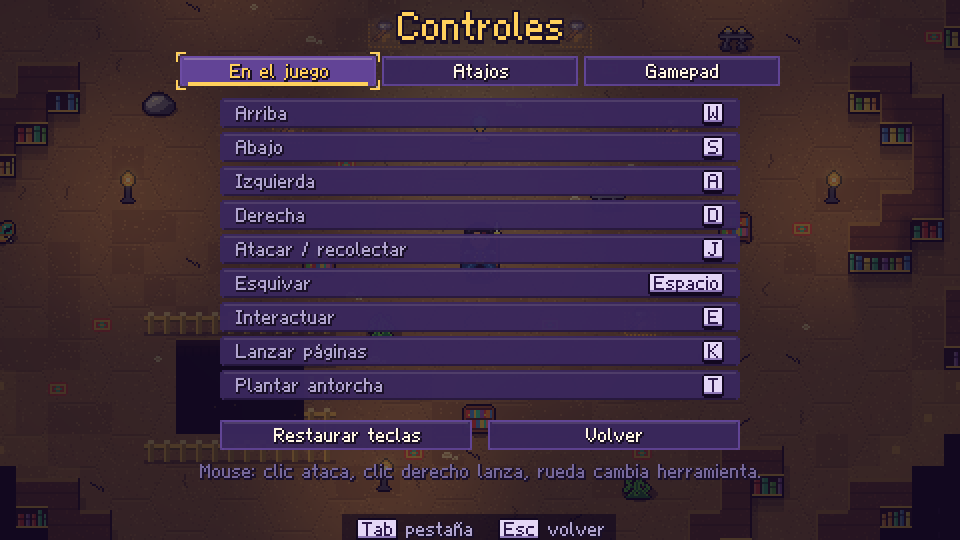 Controles
En el juego
Atajos
Gamepad
Arriba W
Abajo S
Izquierda A
Derecha D
Atacar / recolectar J
Esquivar Espacio
Interactuar E
Lanzar páginas K
Plantar antorcha T
Restaurar teclas
Volver
Mouse: clic ataca, clic derecho lanza, rueda cambia herramienta.
Tab pestaña Esc volver